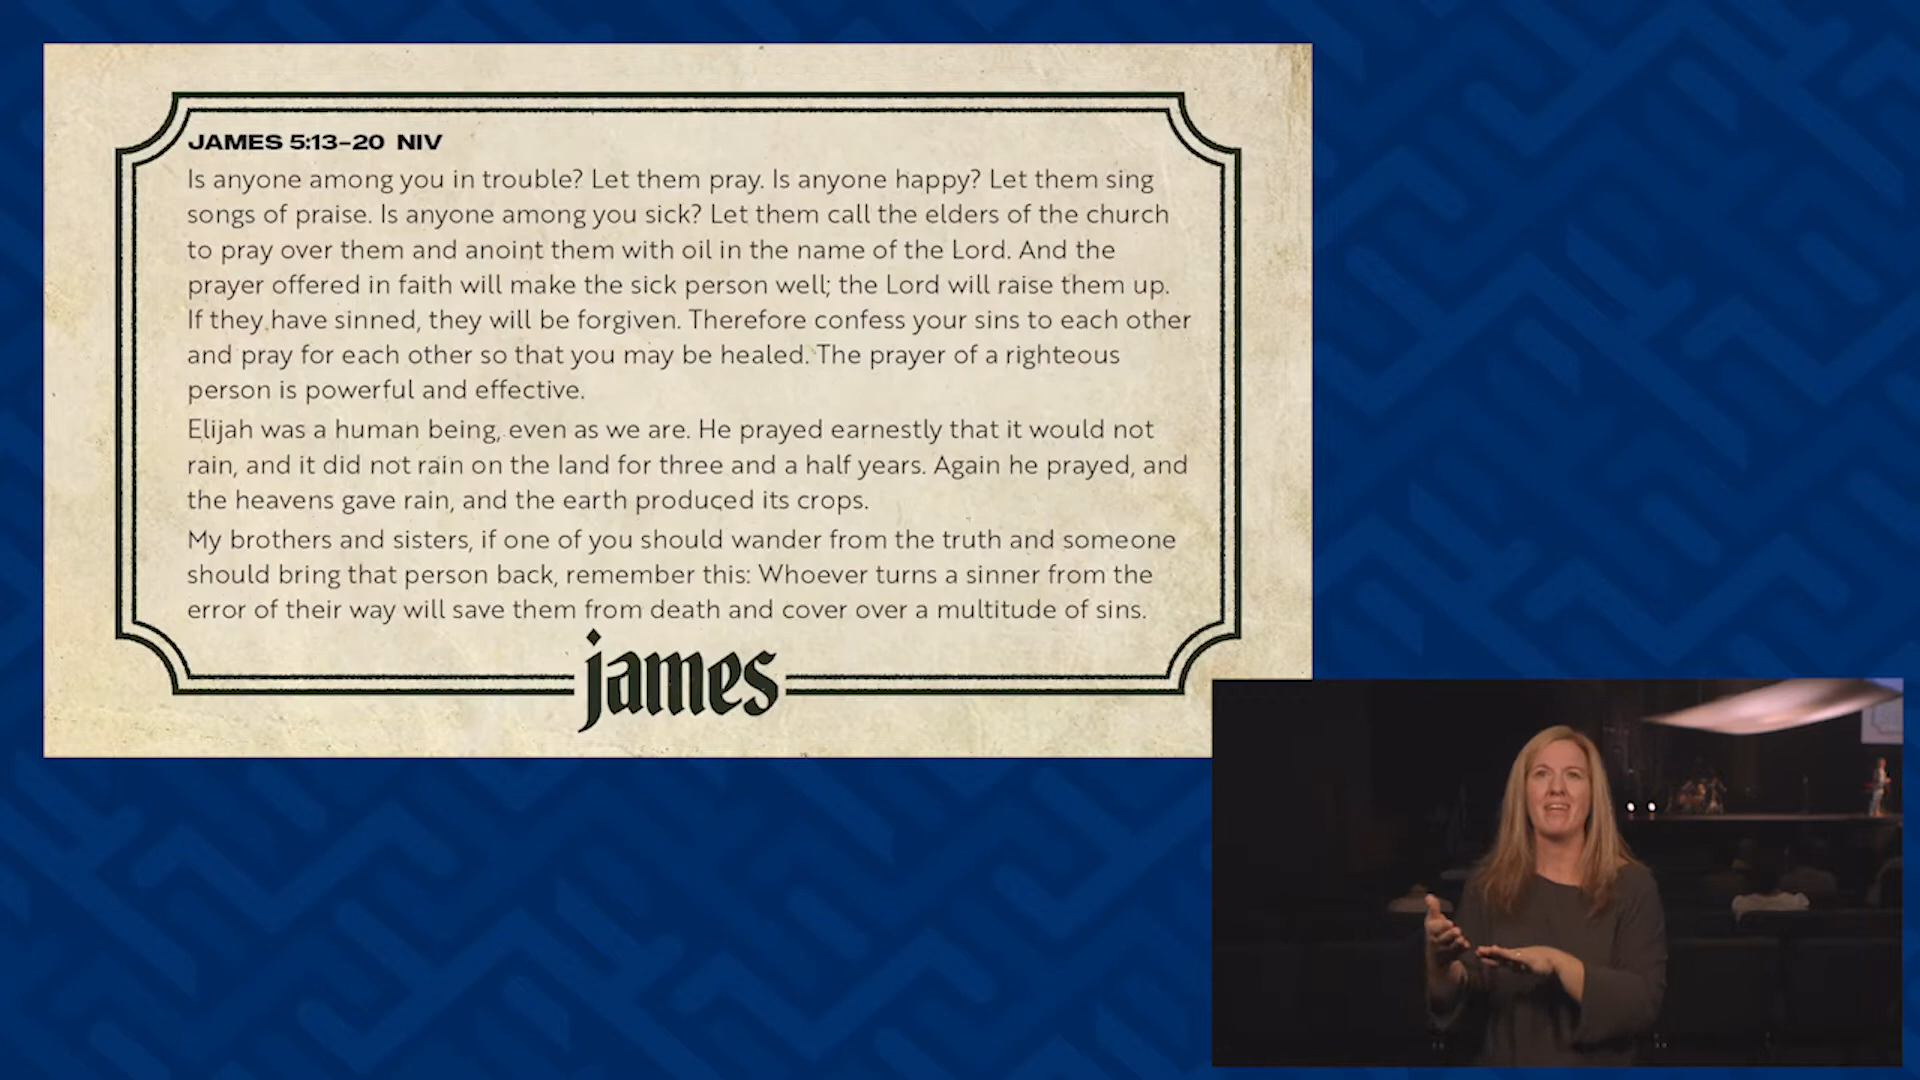 JAMES 5:13-20 NIV
Is anyone among you in trouble? Let them pray. Is anyone happy? Let them sing
songs of praise. Is anyone among you sick? Let them call the elders of the church
to pray over them and anoint them with oil in the name of the Lord. And the
prayer offered in faith will make the sick person well; the Lord will raise them up.
If they have sinned, they will be forgiven. Therefore confess your sins to each other
and pray for each other so that you may be healed. The prayer of a righteous
person is powerful and effective.
Elijah was a human being, even as we are. He prayed earnestly that it would not
rain, and it did not rain on the land for three and a half years. Again he prayed, and
the heavens gave rain, and the earth produced its crops.
My brothers and sisters, if one of you should wander from the truth and someone
should bring that person back, remember this: Whoever turns a sinner from the
error of their way will save them from death and cover over a multitude of sins.
james